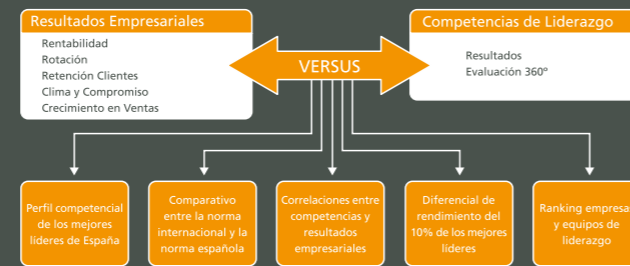 Resultados Empresariales
Rentabilidad
Rotación
Retención Clientes
Clima y Compromiso
Crecimiento en Ventas
VERSUS
Competencias de Liderazgo
Resultados
Evaluación 360º
Perfil competencial
de los mejores
líderes de España
Comparativo
entre la norma
internacional y la
norma española
Correlaciones entre
competencias y
resultados
empresariales
Diferencial de
rendimiento del
10% de los mejores
líderes
Ranking empresas
y equipos de
liderazgo